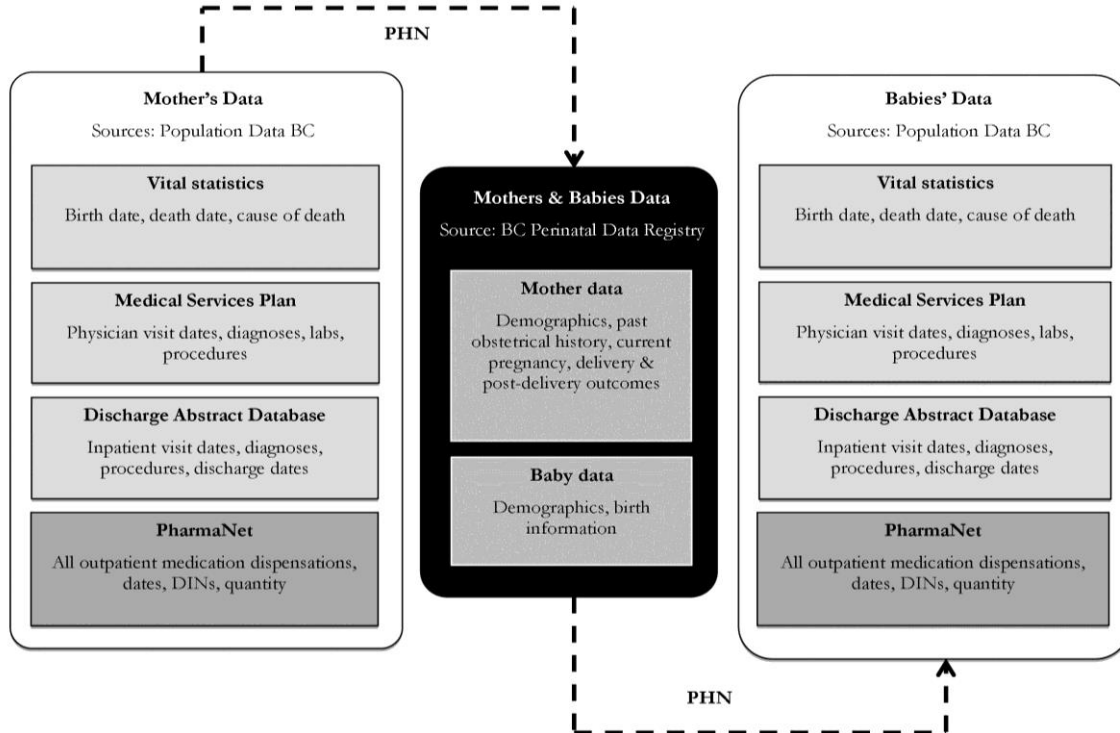 PHN
Mother's Data
Sources: Population Data BC
Vital statistics
Birth date, death date, cause of death
Medical Services Plan
Physician visit dates, diagnoses, labs,
procedures
Discharge Abstract Database
Inpatient visit dates, diagnoses,
procedures, discharge dates
PharmaNet
All outpatient medication dispensations,
dates, DINs, quantity
Mothers & Babies Data
Source: BC Perinatal Data Registry
Mother data
Demographics, past
obstetrical history, current
pregnancy, delivery &
post-delivery outcomes
Baby data
Demographics, birth
information
Babies' Data
Sources: Population Data BC
Vital statistics
Birth date, death date, cause of death
Medical Services Plan
Physician visit dates, diagnoses, labs,
procedures
Discharge Abstract Database
Inpatient visit dates, diagnoses,
procedures, discharge dates
PharmaNet
All outpatient medication dispensations,
dates, DINs, quantity
PHN